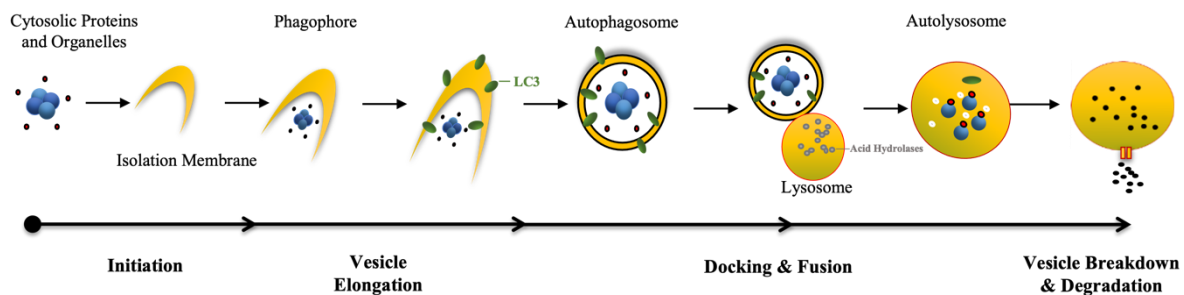 Cytosolic Proteins
and Organelles
Phagophore
Autophagosome
Autolysosome
LC3
Isolation Membrane
Acid Hydrolases
Lysosome
Initiation
Vesicle
Elongation
Docking & Fusion
Vesicle Breakdown
& Degradation